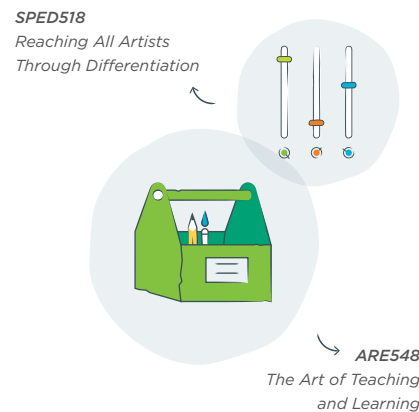 SPED518
Reaching All Artists
Through Differentiation
ARE548
The Art of Teaching
and Learning